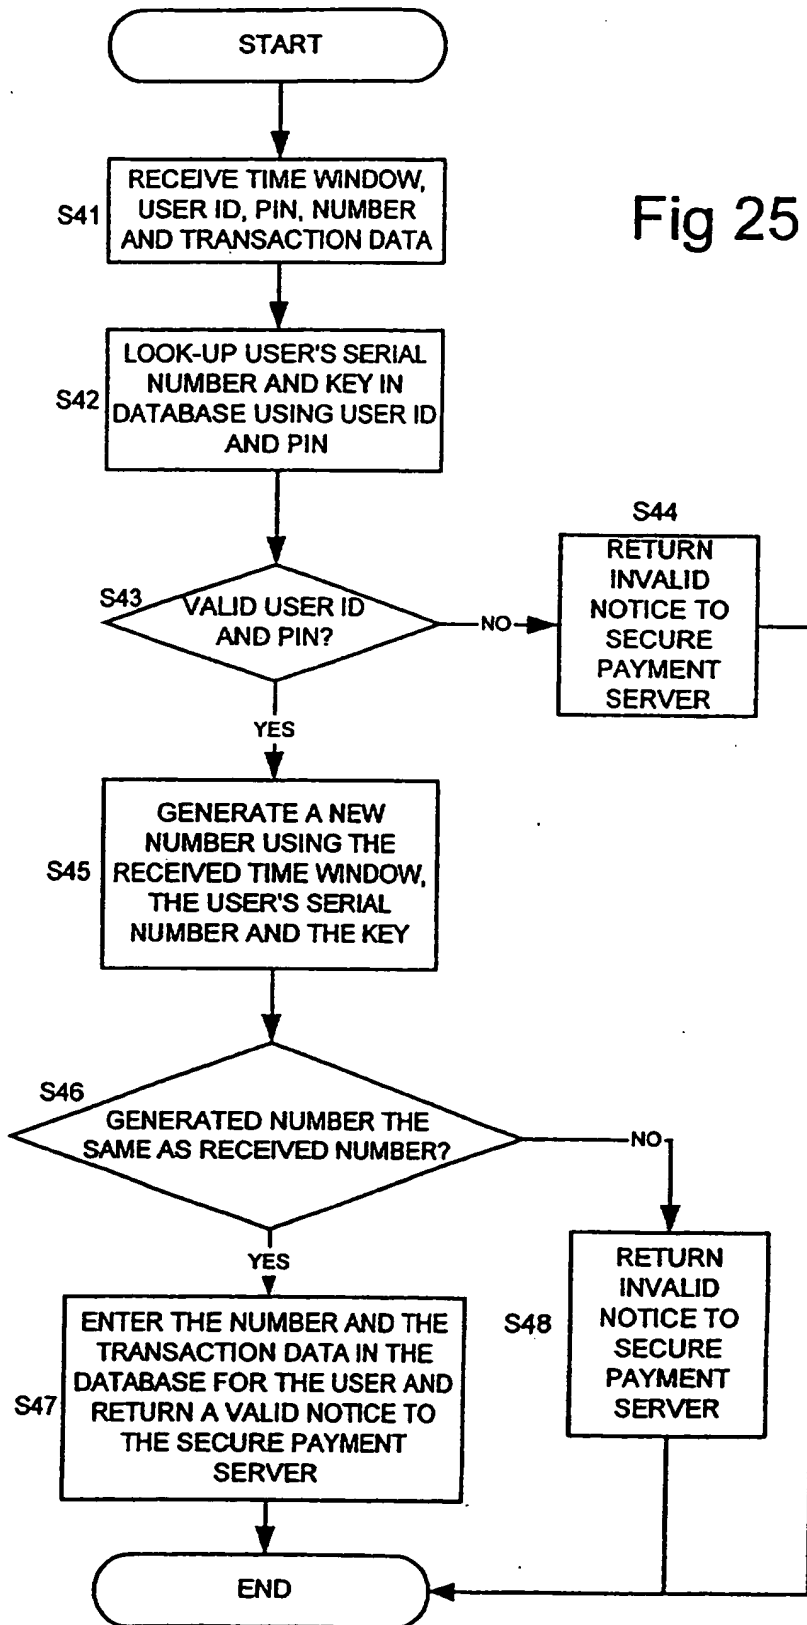 START
RECEIVE TIME WINDOW,
USER ID, PIN, NUMBER
AND TRANSACTION DATA
S41
Fig 25
LOOK-UP USER'S SERIAL
NUMBER AND KEY IN
DATABASE USING USER ID
AND PIN
S42
S43
VALID USER ID
AND PIN?
NO
S44
RETURN
INVALID
NOTICE TO
SECURE
PAYMENT
SERVER
YES
GENERATE A NEW
NUMBER USING THE
RECEIVED TIME WINDOW,
THE USER'S SERIAL
NUMBER AND THE KEY
S45
S46
GENERATED NUMBER THE
SAME AS RECEIVED NUMBER?
NO
YES
RETURN
INVALID
NOTICE TO
SECURE
PAYMENT
SERVER
S48
ENTER THE NUMBER AND THE
TRANSACTION DATA IN THE
DATABASE FOR THE USER AND
RETURN A VALID NOTICE TO
THE SECURE PAYMENT
SERVER
S47
END